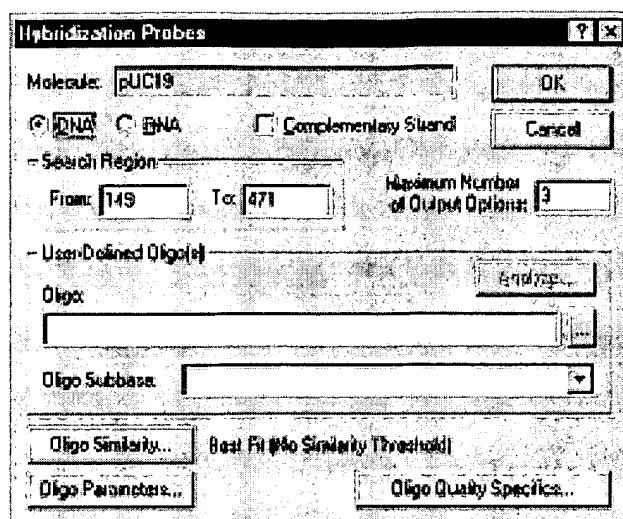 Hybridization Probes
Molecule: pUC19 OK
DNA RNA Complementary Strand Cancel
Search Region
From: 149 To: 471 Maximum Number of Output Options: 3
User-Defined Oligo(s)
Analyze...
Oligo:
...
Oligo Subbase:
Oligo Similarity... Best Fit (No Similarity Threshold)
Oligo Parameters... Oligo Quality Specifics...